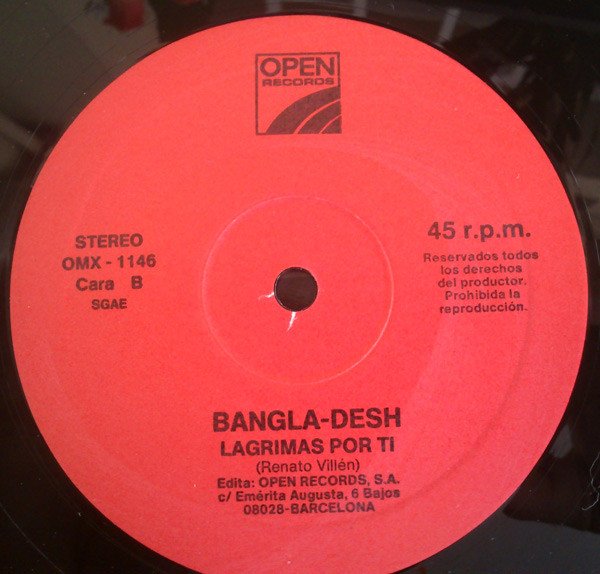 OPEN
RECORDS
STEREO
OMX - 1146
Cara B
SGAE
45 r.p.m.
Reservados todos
los derechos
del productor.
Prohibida la
reproducción.
BANGLA-DESH
LAGRIMAS POR TI
(Renato Villén)
Edita: OPEN RECORDS, S.A.
c/ Emérita Augusta, 6 Bajos
08028-BARCELONA